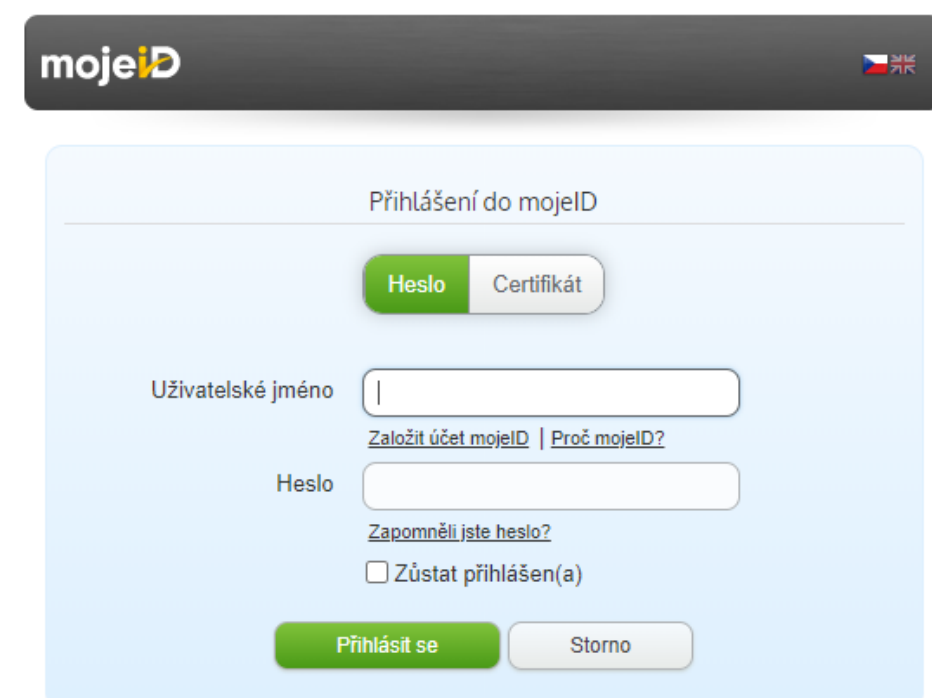 mojeiD
Přihlášení do mojeID
Heslo Certifikát
Uživatelské jméno
Založit účet mojeID | Proč mojeID?
Heslo
Zapomněli jste heslo?
Zůstat přihlášen(a)
Přihlásit se Storno